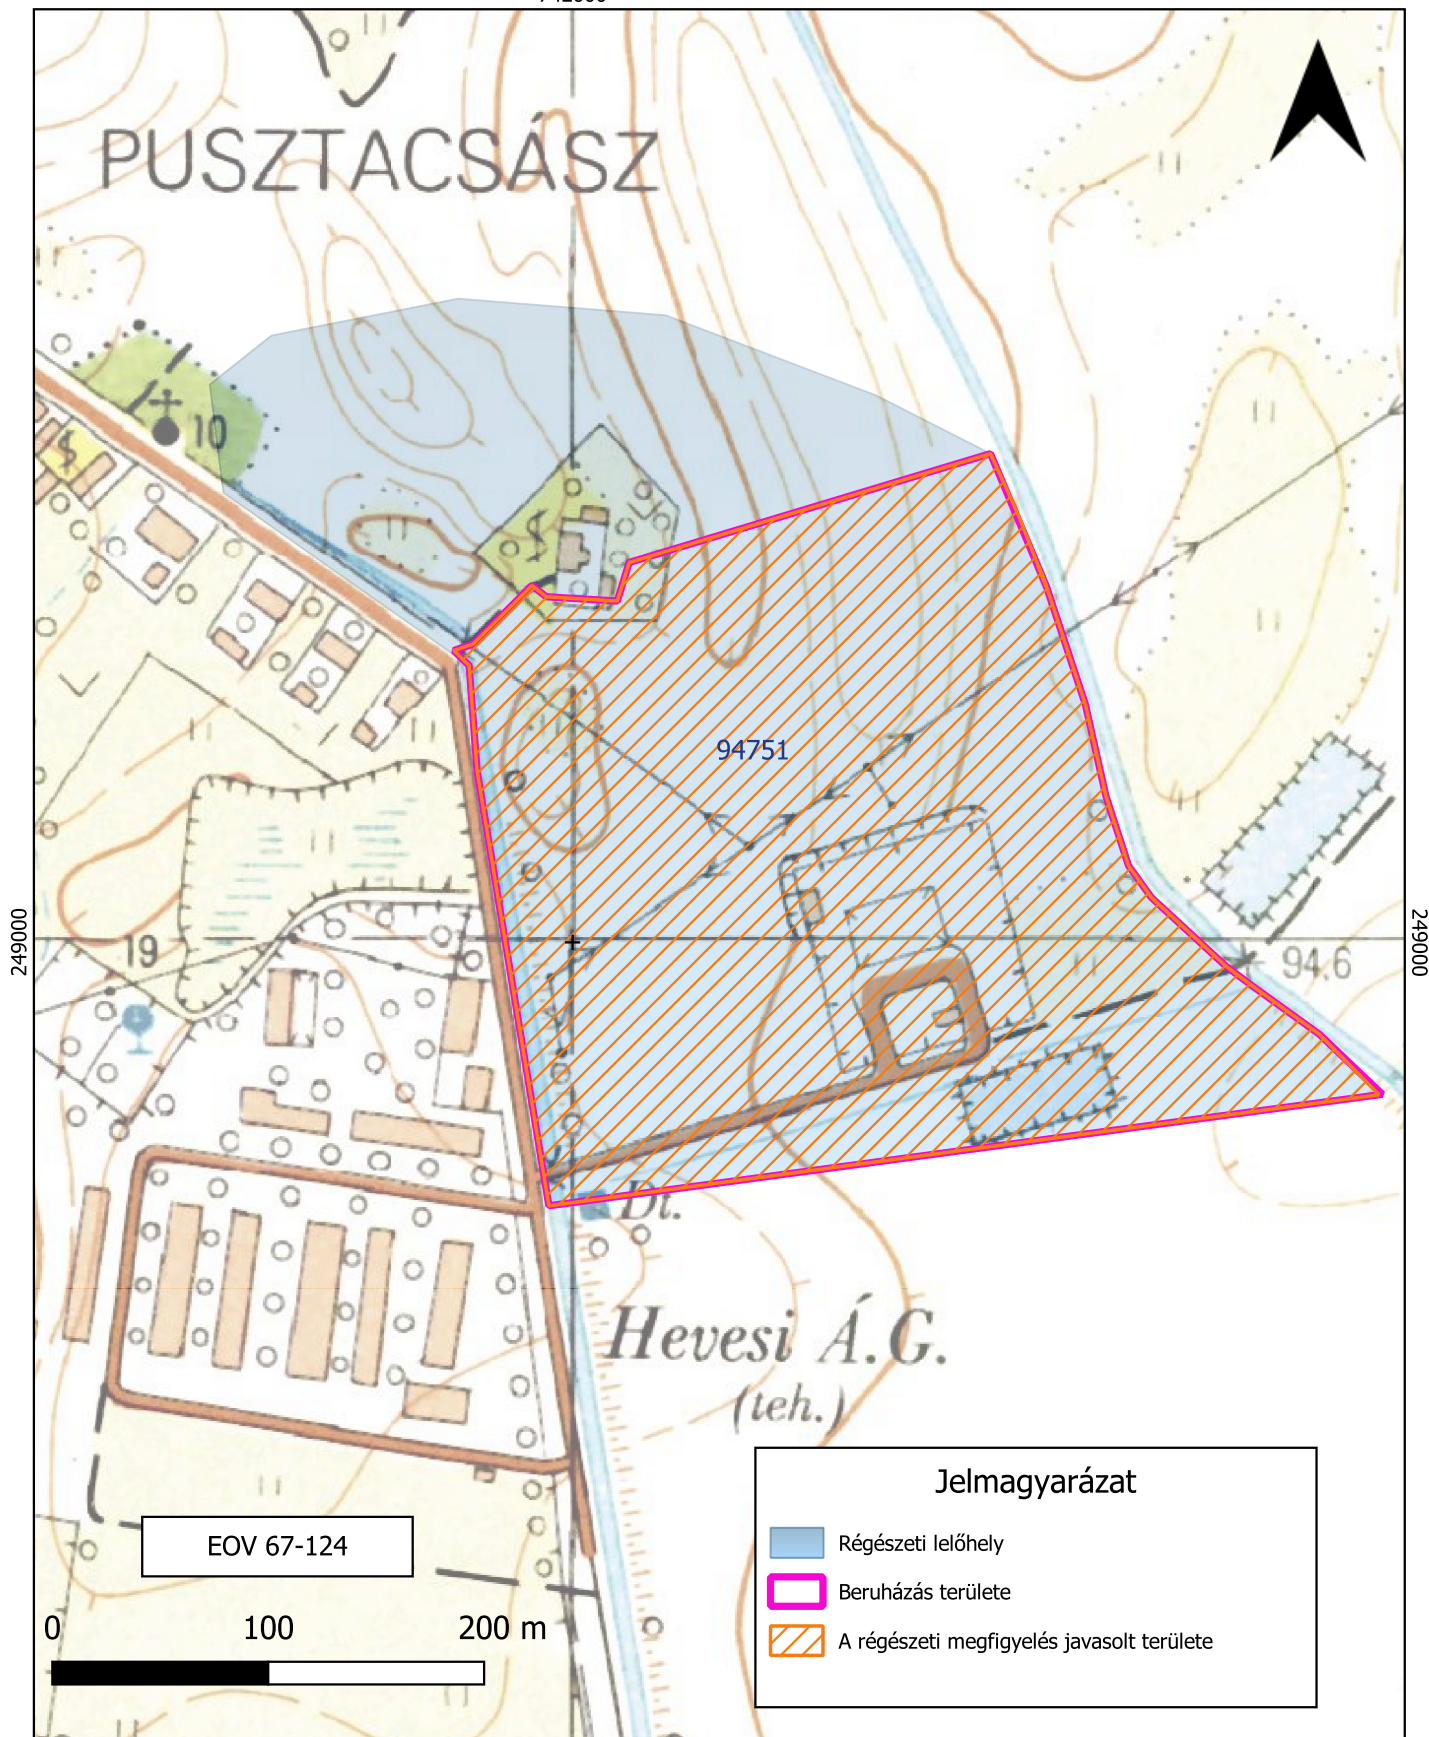 PUSZTACSÁSZ
10
94751
249000
249000
94,6
19
Dt.
Hevesi Á.G.
(teh.)
Jelmagyarázat
Régészeti lelőhely
Beruházás területe
A régészeti megfigyelés javasolt területe
EOV 67-124
0 100 200 m